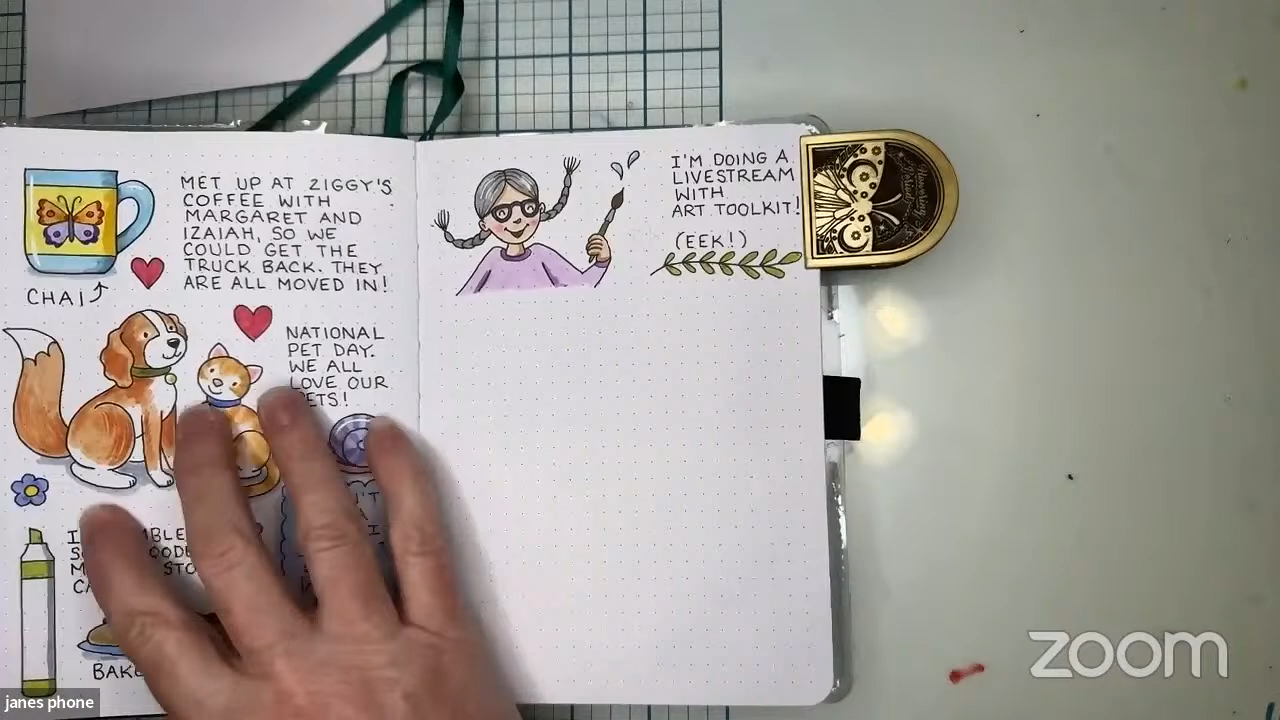 MET UP AT ZIGGY'S
COFFEE WITH
MARGARET AND
IZAIAH, SO WE
COULD GET THE
TRUCK BACK. THEY
ARE ALL MOVED IN!
CHAI
NATIONAL
PET DAY.
WE ALL
LOVE OUR
PETS!
I'M DOING A
LIVESTREAM
WITH
ART TOOLKIT!
(EEK!)
zoom
janes phone